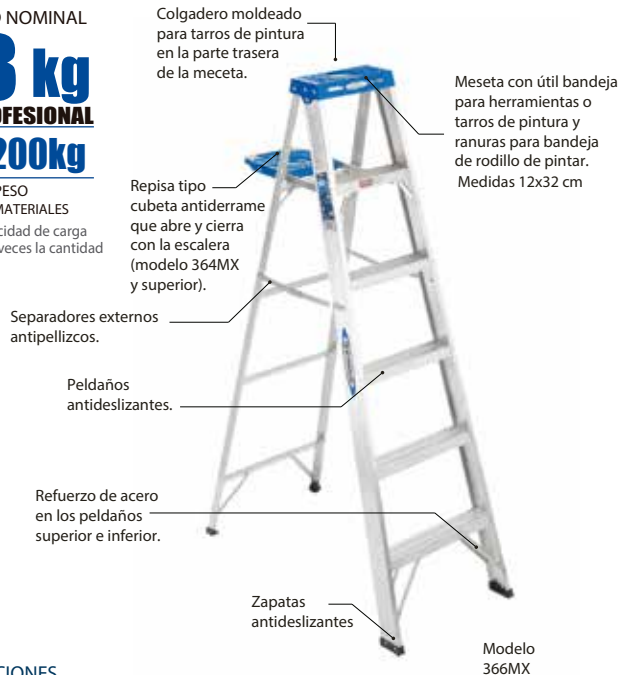 NOMINAL
kg
200kg
PESO
MATERIALES
cidad de carga
veces la cantidad
Colgadero moldeado
para tarros de pintura
en la parte trasera
de la meceta.
Meseta con útil bandeja
para herramientas o
tarros de pintura y
ranuras para bandeja
de rodillo de pintar.
Medidas 12x32 cm
Repisa tipo
cubeta antiderrame
que abre y cierra
con la escalera
(modelo 364MX
y superior).
Separadores externos
antipellizcos.
Peldaños
antideslizantes.
Refuerzo de acero
en los peldaños
superior e inferior.
Zapatas
antideslizantes
Modelo
366MX
CIONES